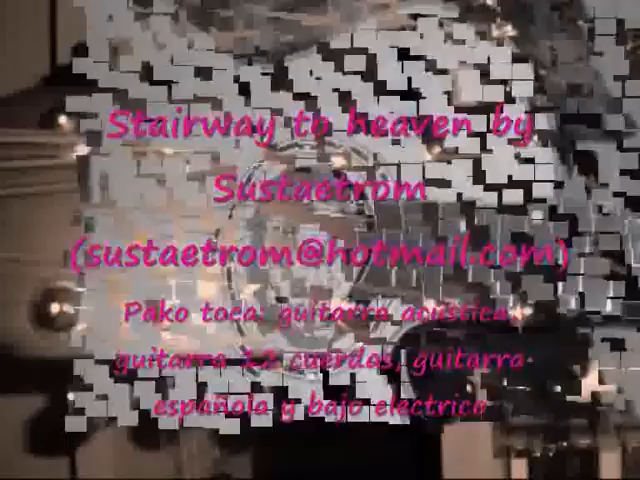 Stairway to heaven by
Sustaetrom
(sustaetrom@hotmail.com)
Pako toca: guitarra acustica,
guitarra 12 cuerdas, guitarra
española y bajo electrico